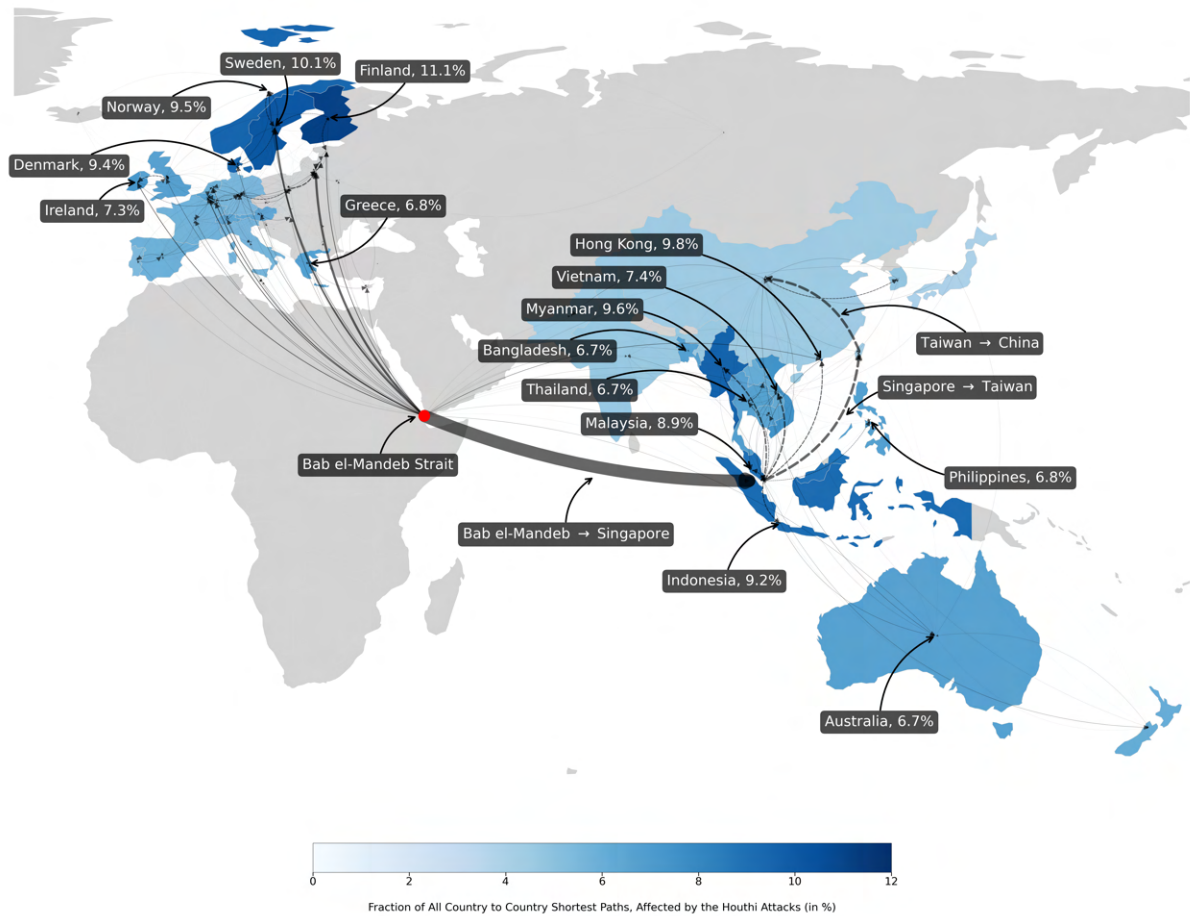 Sweden, 10.1%
Finland, 11.1%
Norway, 9.5%
Denmark, 9.4%
Ireland, 7.3%
Greece, 6.8%
Hong Kong, 9.8%
Vietnam, 7.4%
Myanmar, 9.6%
Bangladesh, 6.7%
Taiwan → China
Thailand, 6.7%
Singapore → Taiwan
Malaysia, 8.9%
Bab el-Mandeb Strait
Philippines, 6.8%
Bab el-Mandeb → Singapore
Indonesia, 9.2%
Australia, 6.7%
0 2 4 6 8 10 12
Fraction of All Country to Country Shortest Paths, Affected by the Houthi Attacks (in %)